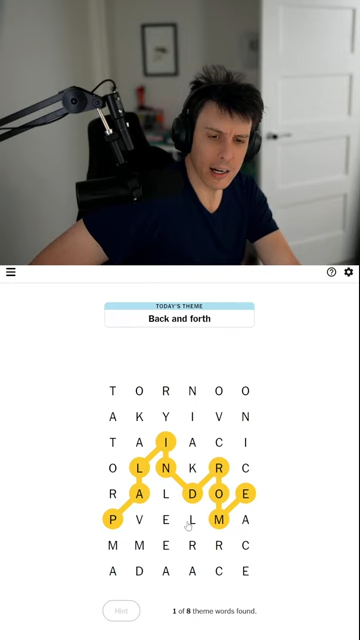 TODAY'S THEME
Back and forth
T O R N O O
A K Y I V N
T A I A C I
O L N K R C
R A L D O E
P V E L M A
M M E R R C
A D A A C E
Hint
1 of 8 theme words found.